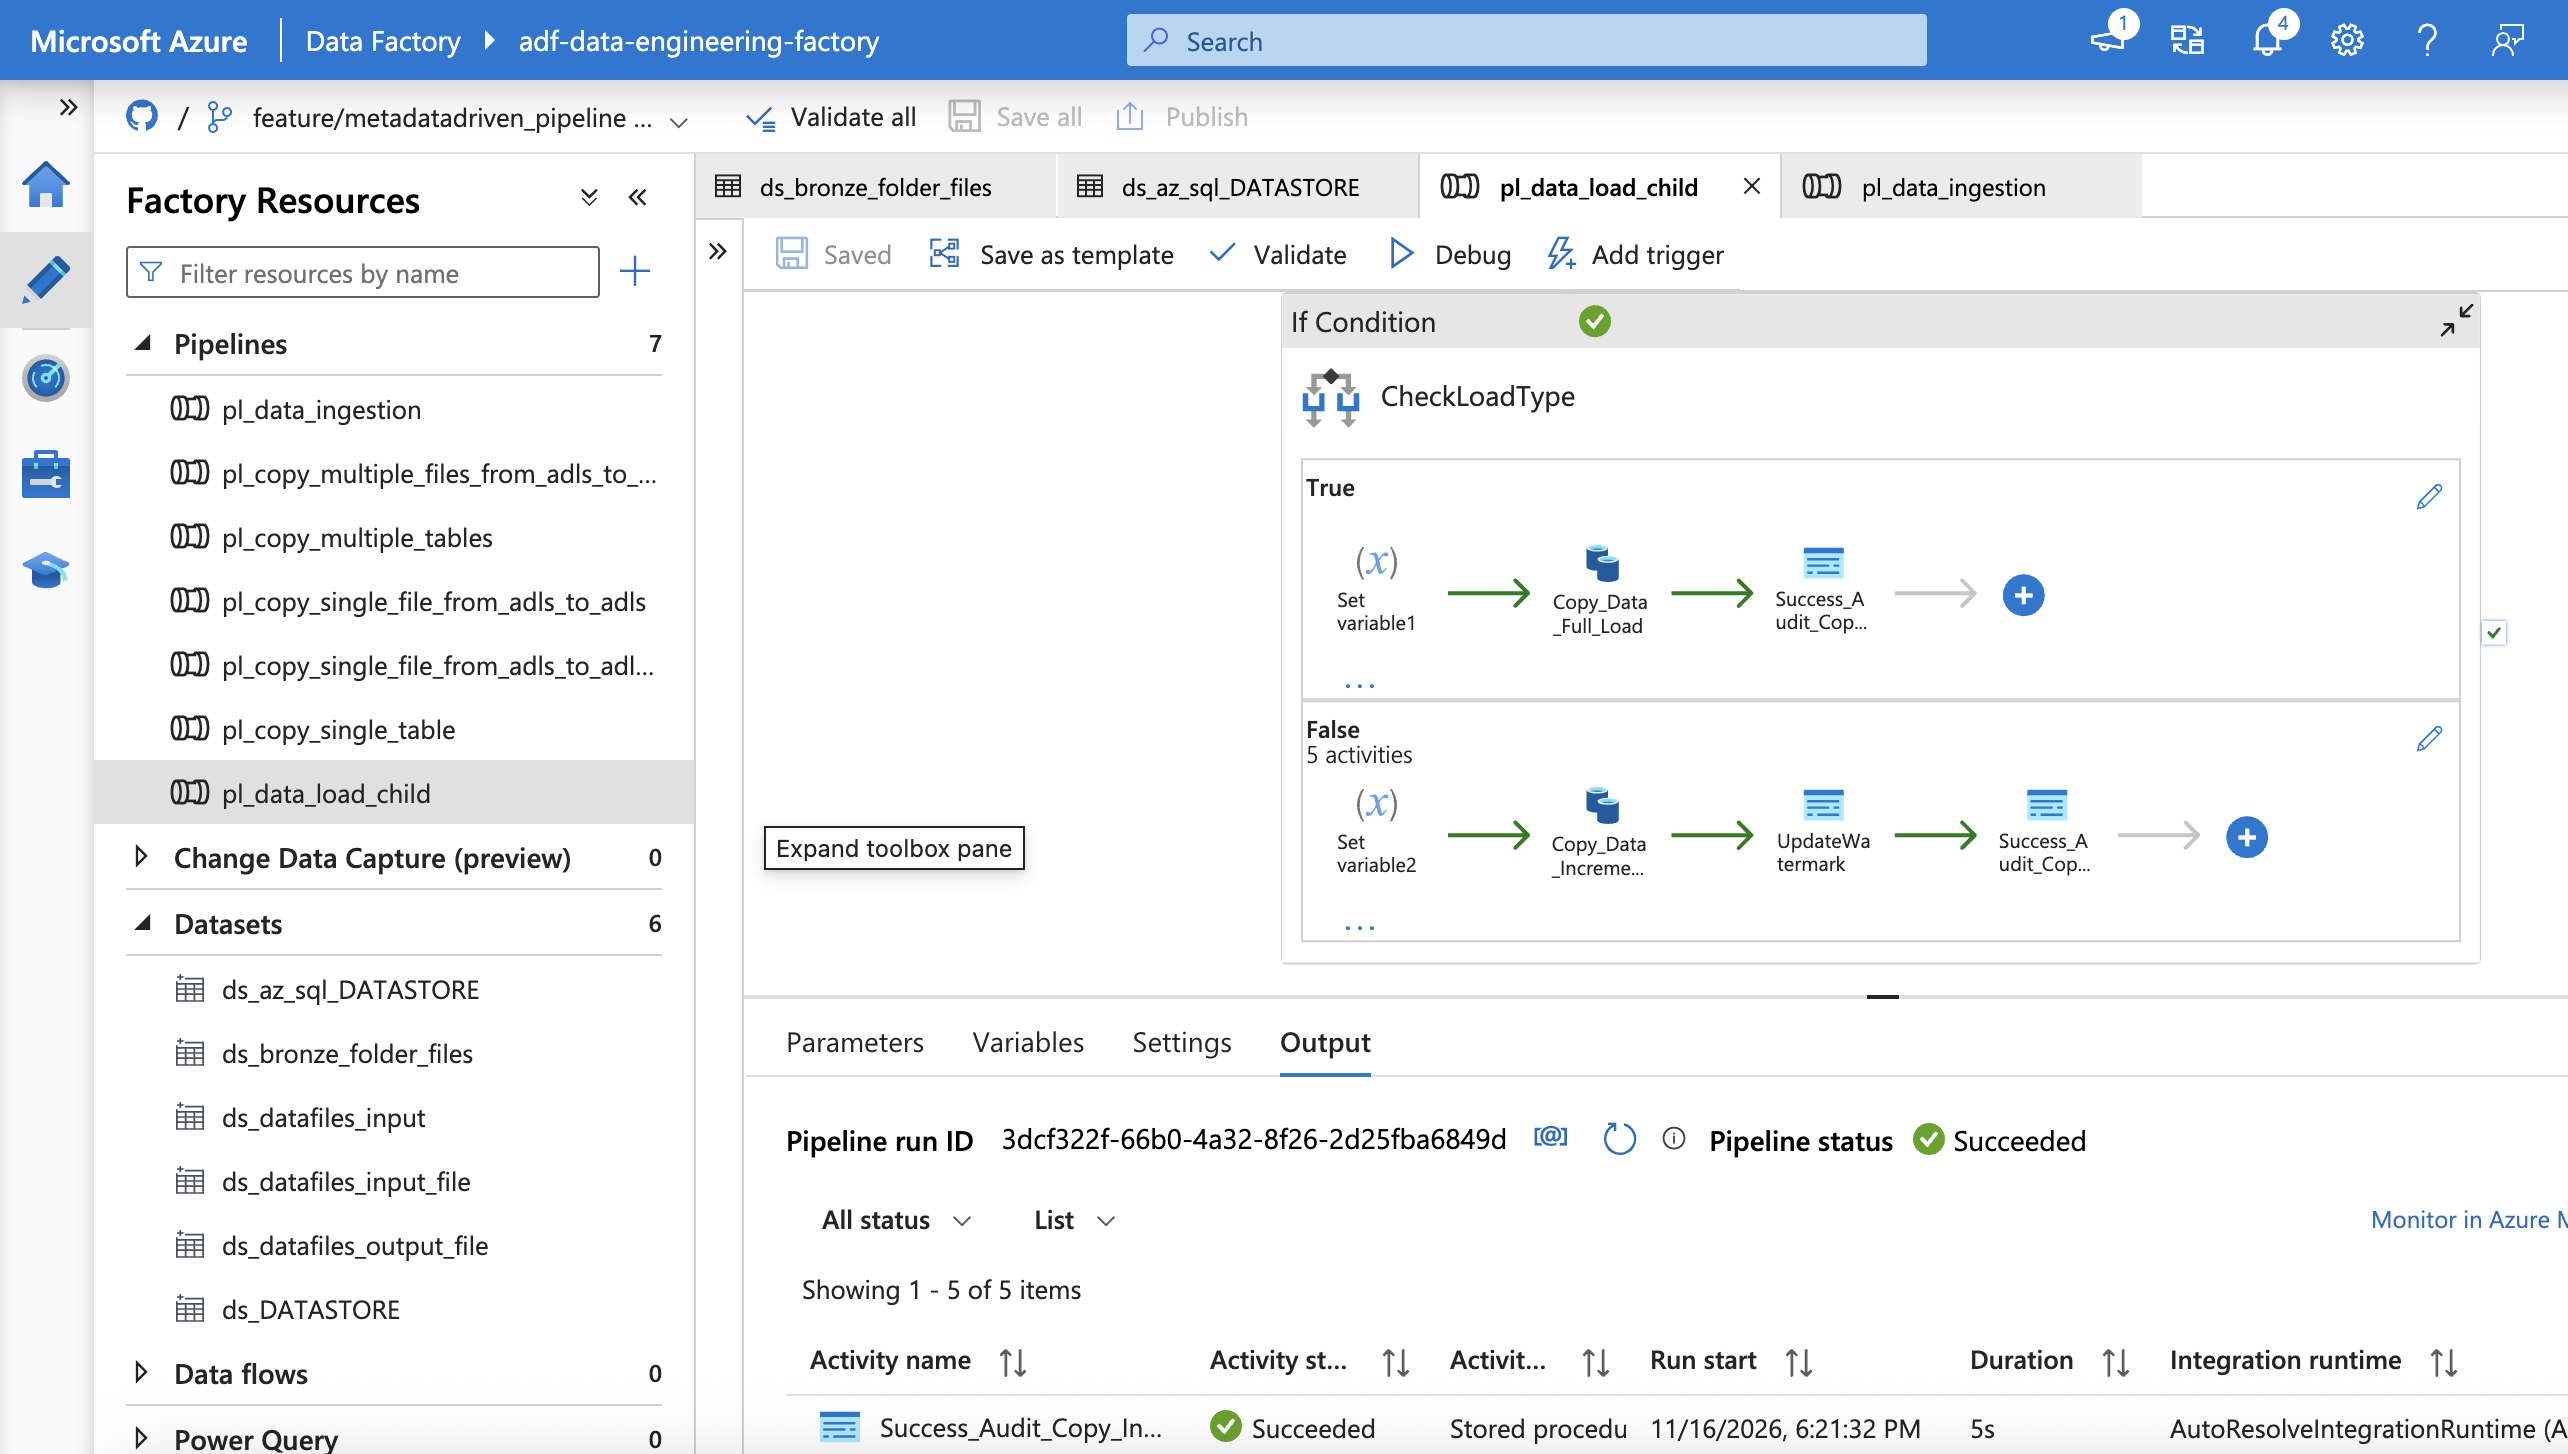 Microsoft Azure
Data Factory
adf-data-engineering-factory
Search
1
4
/
feature/metadatadriven_pipeline ...
Validate all
Save all
Publish
Factory Resources
Filter resources by name
Pipelines 7
pl_data_ingestion
pl_copy_multiple_files_from_adls_to_...
pl_copy_multiple_tables
pl_copy_single_file_from_adls_to_adls
pl_copy_single_file_from_adls_to_adl...
pl_copy_single_table
pl_data_load_child
Change Data Capture (preview) 0
Datasets 6
ds_az_sql_DATASTORE
ds_bronze_folder_files
ds_datafiles_input
ds_datafiles_input_file
ds_datafiles_output_file
ds_DATASTORE
Data flows 0
Power Query 0
ds_bronze_folder_files
ds_az_sql_DATASTORE
pl_data_load_child
pl_data_ingestion
Saved
Save as template
Validate
Debug
Add trigger
If Condition
CheckLoadType
True
(x)
Set
variable1
Copy_Data
_Full_Load
Success_A
udit_Cop...
...
False
5 activities
(x)
Set
variable2
Copy_Data
_Increme...
UpdateWa
termark
Success_A
udit_Cop...
...
Expand toolbox pane
Parameters
Variables
Settings
Output
Pipeline run ID 3dcf322f-66b0-4a32-8f26-2d25fba6849d [@] Pipeline status Succeeded
All status
List
Monitor in Azure M
Showing 1 - 5 of 5 items
Activity name Activity st... Activit... Run start Duration Integration runtime
Success_Audit_Copy_In... Succeeded Stored procedu 11/16/2026, 6:21:32 PM 5s AutoResolveIntegrationRuntime (A